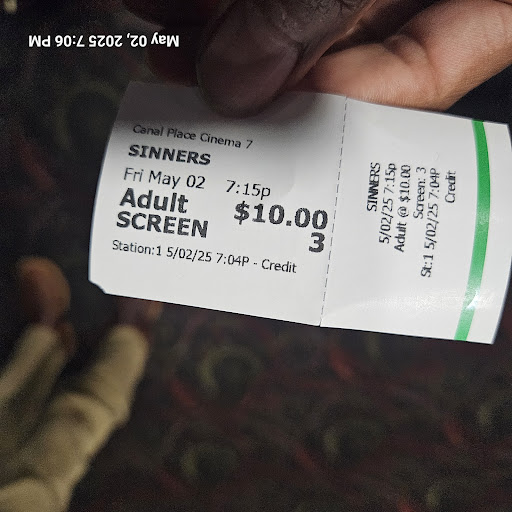 May 02, 2025 7:06 PM
Canal Place Cinema 7
SINNERS
Fri May 02 7:15p
Adult $10.00
SCREEN 3
Station:1 5/02/25 7:04P - Credit
SINNERS
5/02/25 7:15p
Adult @ $10.00
Screen: 3
St:1 5/02/25 7:04P
Credit